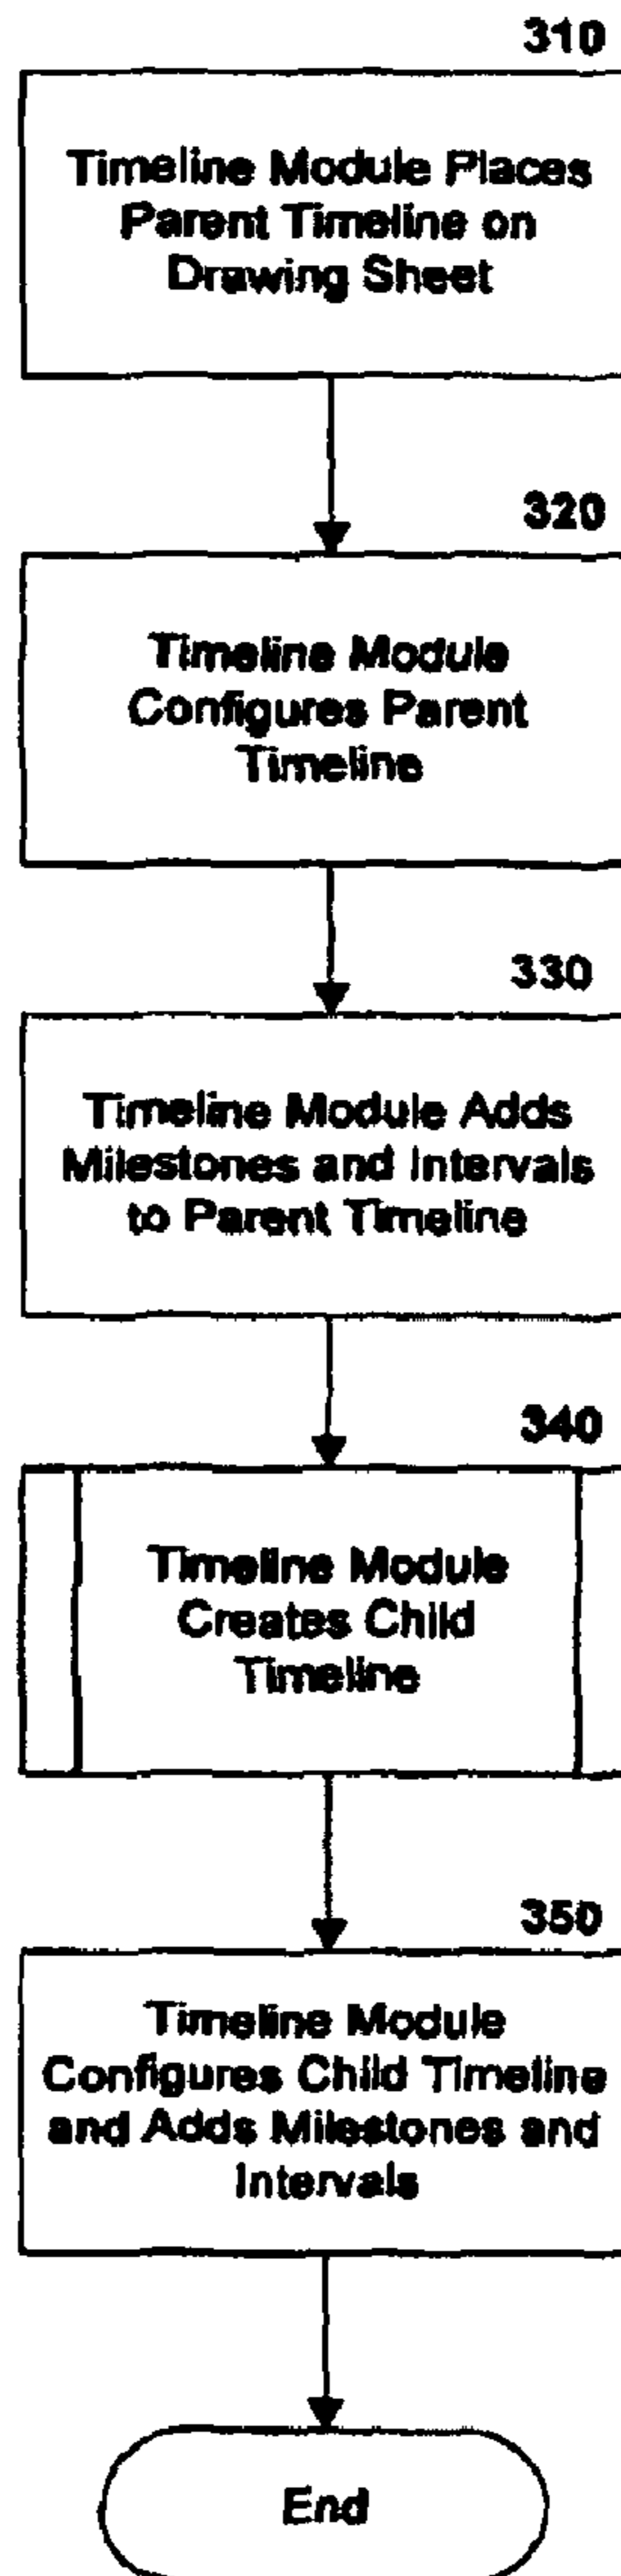 310
Timeline Module Places
Parent Timeline on
Drawing Sheet
320
Timeline Module
Configures Parent
Timeline
330
Timeline Module Adds
Milestones and Intervals
to Parent Timeline
340
Timeline Module
Creates Child
Timeline
350
Timeline Module
Configures Child Timeline
and Adds Milestones and
Intervals
End